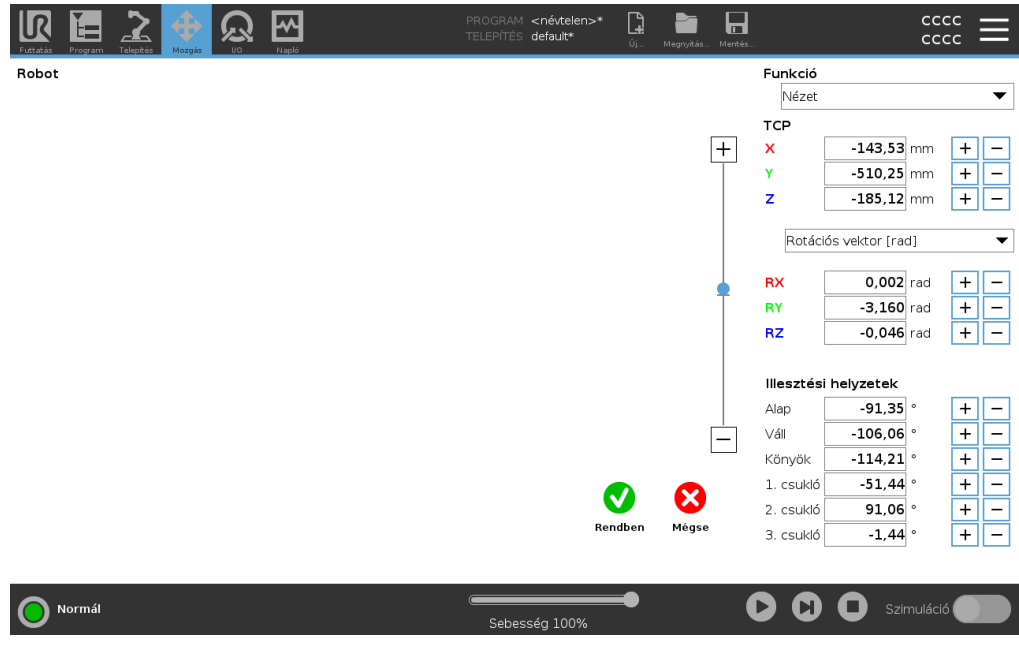 Futtatás
Program
Telepítés
Mozgás
I/O
Napló
PROGRAM <névtelen>*
TELEPÍTÉS default*
Új...
Megnyitás...
Mentés...
cccc
cccc
Robot
Funkció
Nézet
TCP
X -143,53 mm + −
Y -510,25 mm + −
Z -185,12 mm + −
Rotációs vektor [rad]
RX 0,002 rad + −
RY -3,160 rad + −
RZ -0,046 rad + −
Illesztési helyzetek
Alap -91,35 ° + −
Váll -106,06 ° + −
Könyök -114,21 ° + −
1. csukló -51,44 ° + −
2. csukló 91,06 ° + −
3. csukló -1,44 ° + −
Rendben
Mégse
Normál
Sebesség 100%
Szimuláció